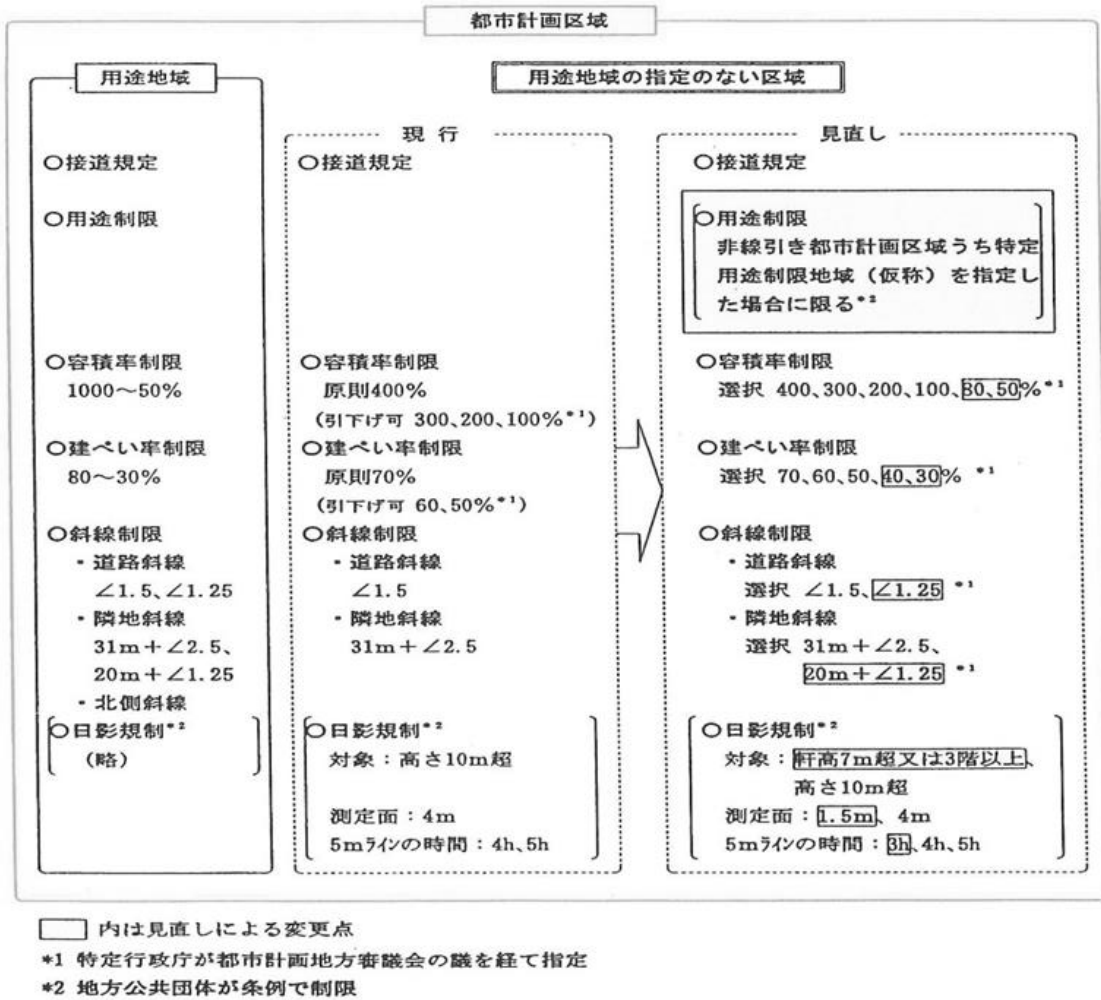 都市計画区域
用途地域
○接道規定
○用途制限
○容積率制限
1000～50%
○建ぺい率制限
80～30%
○斜線制限
・道路斜線
∠1.5、∠1.25
・隣地斜線
31m＋∠2.5、
20m＋∠1.25
・北側斜線
○日影規制*2
（略）
用途地域の指定のない区域
現 行
○接道規定
○容積率制限
原則400%
(引下げ可 300、200、100%*1)
○建ぺい率制限
原則70%
(引下げ可 60、50%*1)
○斜線制限
・道路斜線
∠1.5
・隣地斜線
31m＋∠2.5
○日影規制*2
対象：高さ10m超
測定面：4m
5mﾗｲﾝの時間：4h、5h
見直し
○接道規定
○用途制限
非線引き都市計画区域うち特定
用途制限地域（仮称）を指定し
た場合に限る*2
○容積率制限
選択 400、300、200、100、80、50%*1
○建ぺい率制限
選択 70、60、50、40、30% *1
○斜線制限
・道路斜線
選択 ∠1.5、∠1.25 *1
・隣地斜線
選択 31m＋∠2.5、
20m＋∠1.25 *1
○日影規制*2
対象：軒高7m超又は3階以上、
高さ10m超
測定面：1.5m、4m
5mﾗｲﾝの時間：3h、4h、5h
内は見直しによる変更点
*1 特定行政庁が都市計画地方審議会の議を経て指定
*2 地方公共団体が条例で制限